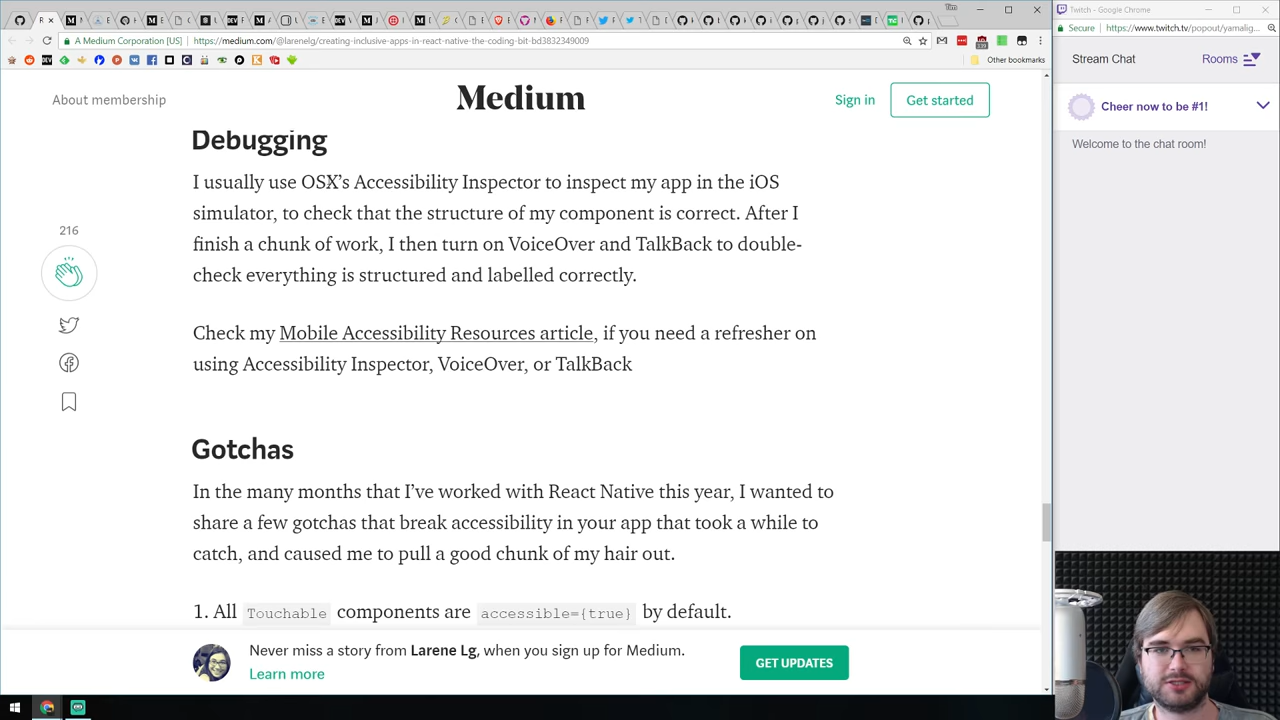 Tim
R
Twitch - Google Chrome
A Medium Corporation [US]
https://medium.com/@larenelg/creating-inclusive-apps-in-react-native-the-coding-bit-bd3832349009
Secure
https://www.twitch.tv/popout/yamalig...
Other bookmarks
About membership
Medium
Sign in
Get started
Stream Chat
Rooms
Cheer now to be #1!
Welcome to the chat room!
Debugging
I usually use OSX’s Accessibility Inspector to inspect my app in the iOS
simulator, to check that the structure of my component is correct. After I
finish a chunk of work, I then turn on VoiceOver and TalkBack to double-
check everything is structured and labelled correctly.
216
Check my Mobile Accessibility Resources article, if you need a refresher on
using Accessibility Inspector, VoiceOver, or TalkBack
Gotchas
In the many months that I’ve worked with React Native this year, I wanted to
share a few gotchas that break accessibility in your app that took a while to
catch, and caused me to pull a good chunk of my hair out.
1. All Touchable components are accessible={true} by default.
Never miss a story from Larene Lg, when you sign up for Medium.
Learn more
GET UPDATES